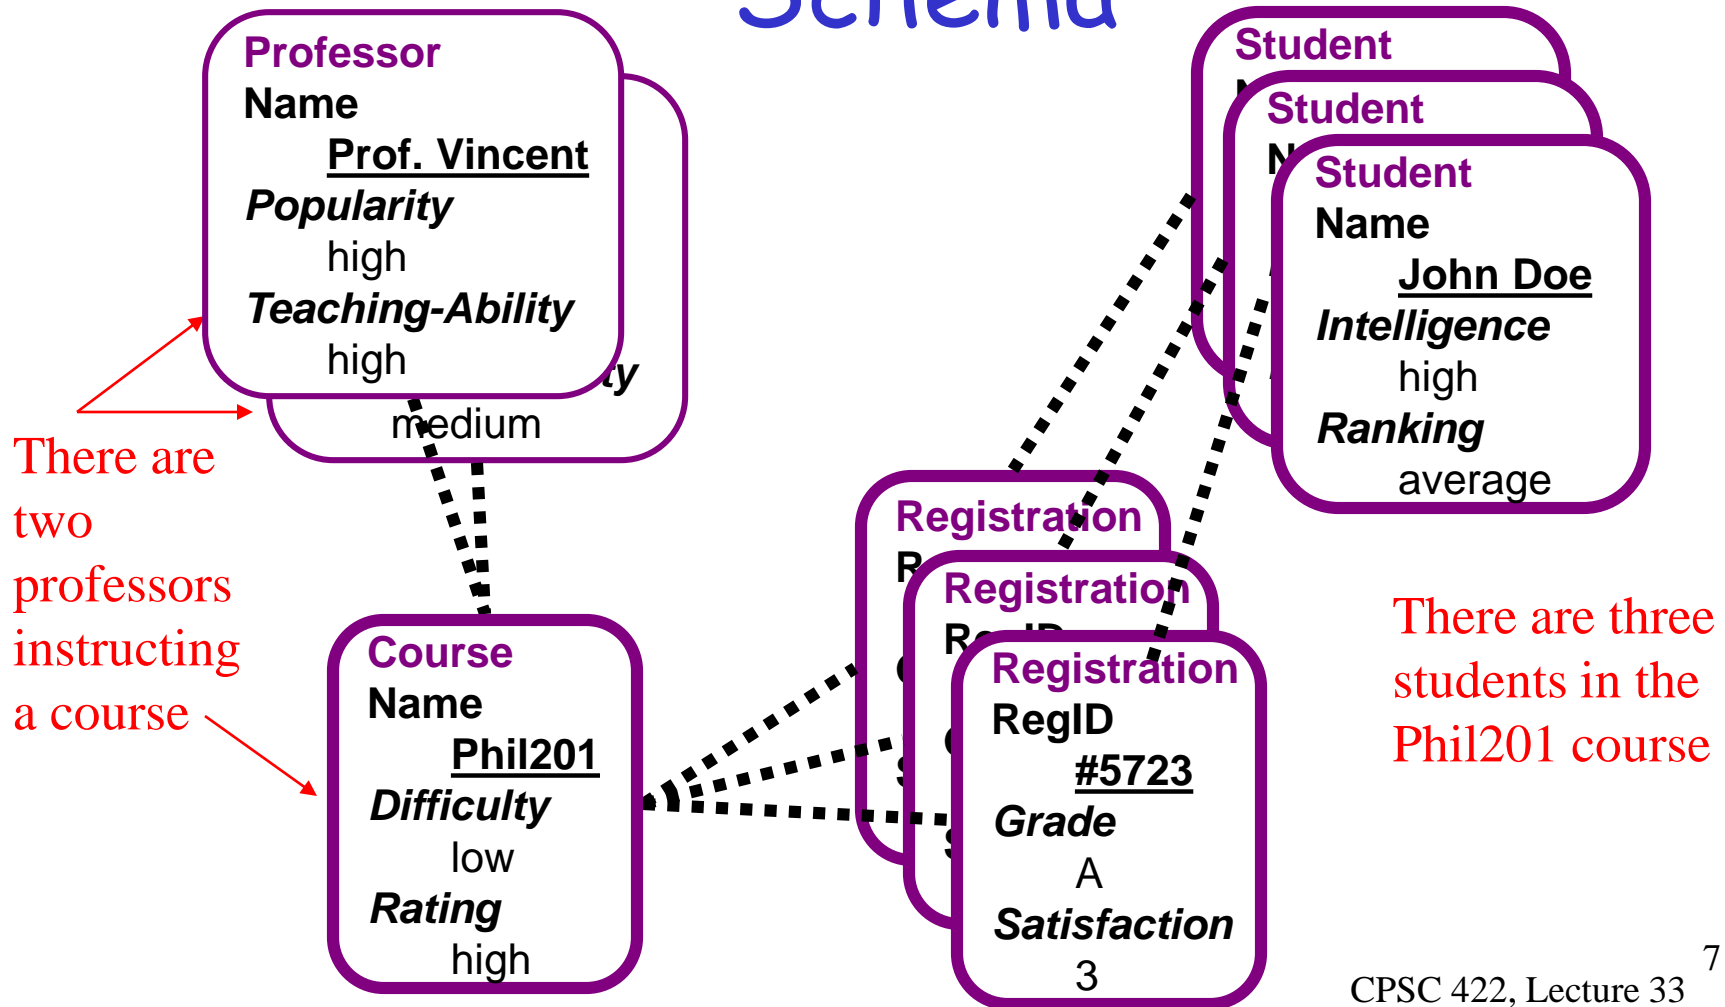 Schema
Professor
Name
Prof. Vincent
Popularity
high
Teaching-Ability
high
medium
There are
two
professors
instructing
a course
Course
Name
Phil201
Difficulty
low
Rating
high
Registration
Registration
RegID
Registration
RegID
#5723
Grade
A
Satisfaction
3
Student
Student
Student
Name
John Doe
Intelligence
high
Ranking
average
There are three
students in the
Phil201 course
7
CPSC 422, Lecture 33